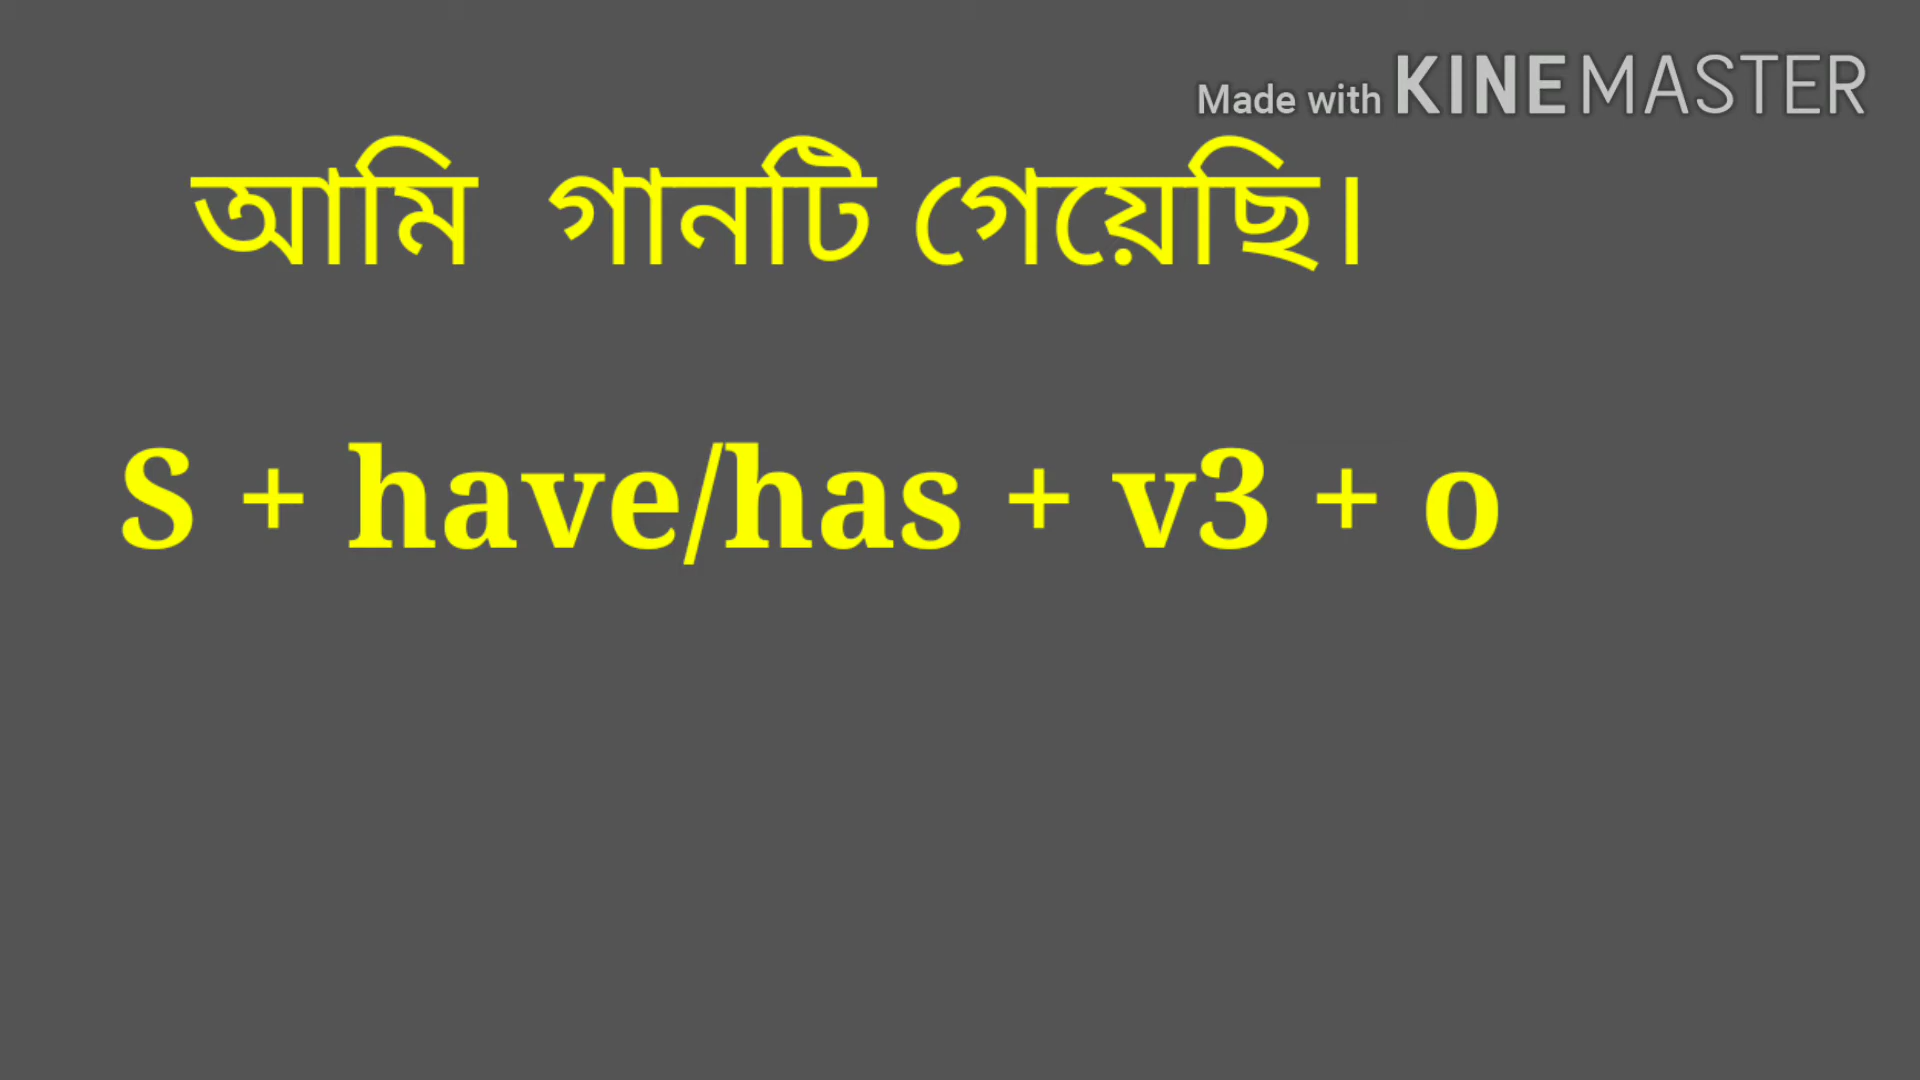 Made with KINEMASTER
আমি গানটি গেয়েছি।
S + have/has + v3 + o